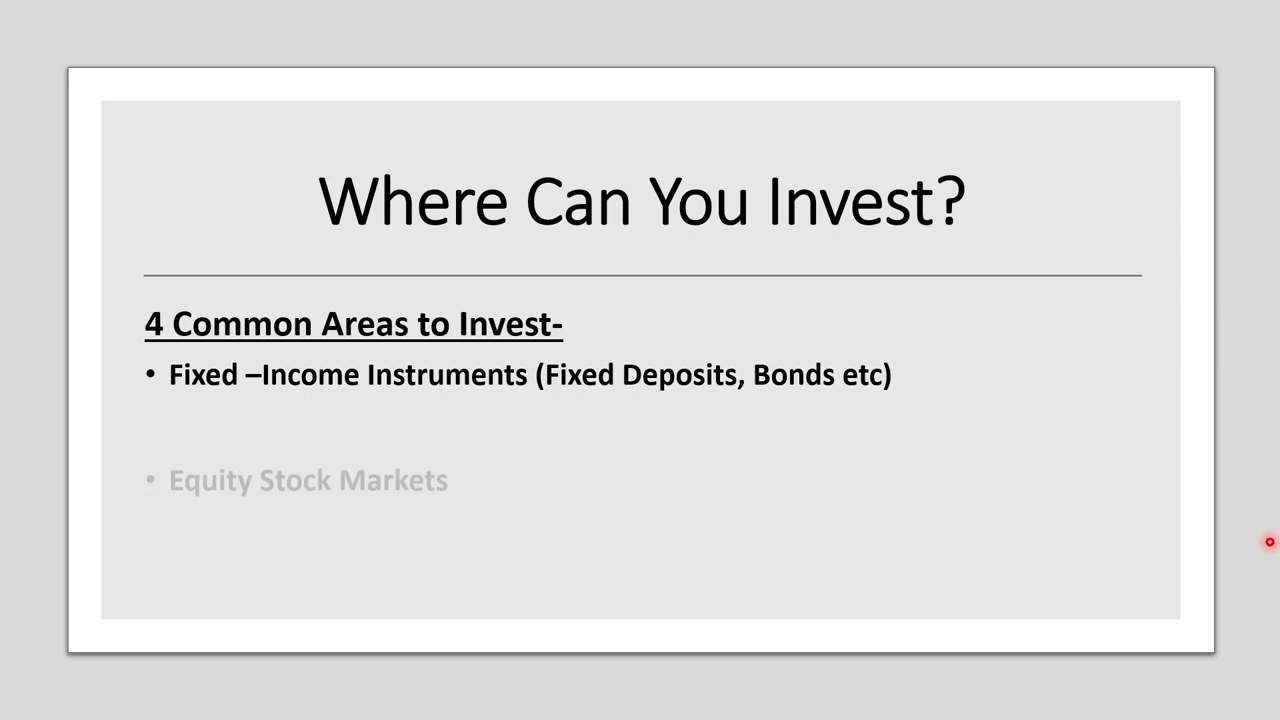 Where Can You Invest?
4 Common Areas to Invest-
• Fixed –Income Instruments (Fixed Deposits, Bonds etc)
• Equity Stock Markets